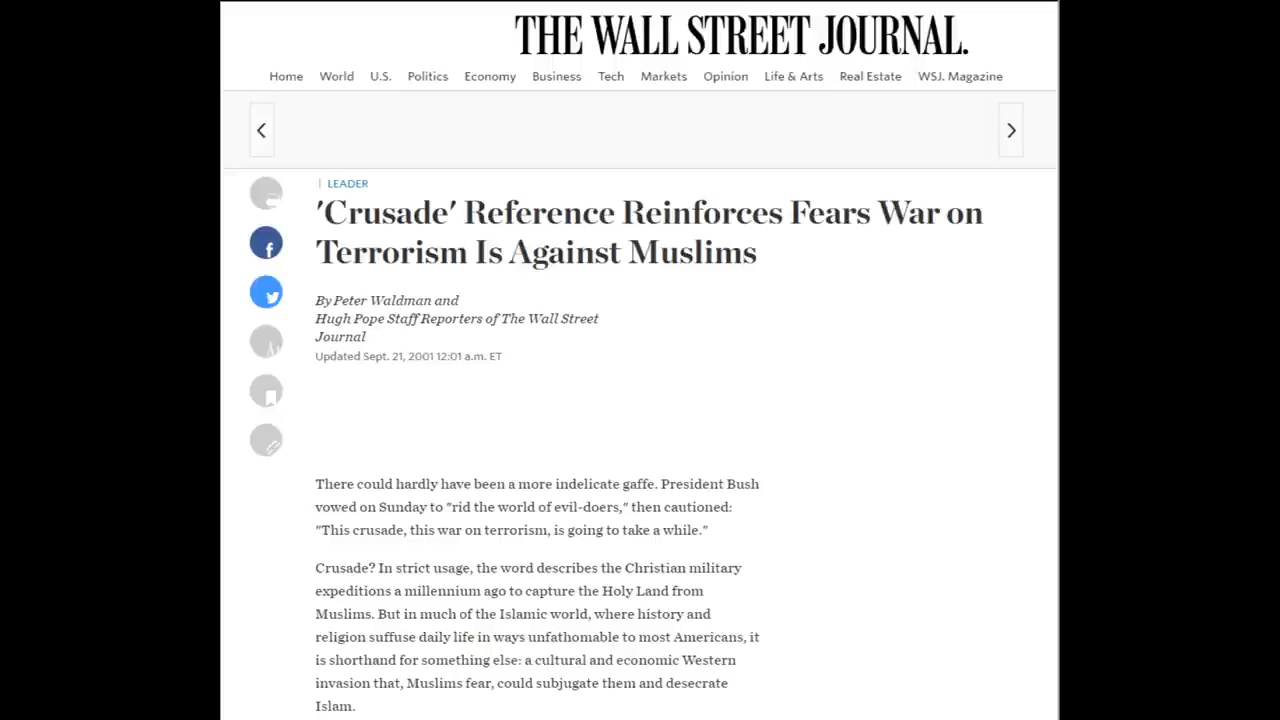 THE WALL STREET JOURNAL.
Home World U.S. Politics Economy Business Tech Markets Opinion Life & Arts Real Estate WSJ. Magazine
LEADER
'Crusade' Reference Reinforces Fears War on
Terrorism Is Against Muslims
By Peter Waldman and
Hugh Pope Staff Reporters of The Wall Street
Journal
Updated Sept. 21, 2001 12:01 a.m. ET
There could hardly have been a more indelicate gaffe. President Bush
vowed on Sunday to "rid the world of evil-doers," then cautioned:
"This crusade, this war on terrorism, is going to take a while."
Crusade? In strict usage, the word describes the Christian military
expeditions a millennium ago to capture the Holy Land from
Muslims. But in much of the Islamic world, where history and
religion suffuse daily life in ways unfathomable to most Americans, it
is shorthand for something else: a cultural and economic Western
invasion that, Muslims fear, could subjugate them and desecrate
Islam.